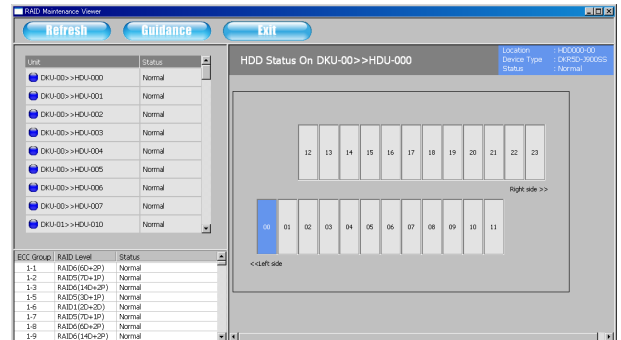 RAID Maintenance Viewer
Refresh Guidance Exit
Unit Status
DKU-00>>HDU-000 Normal
DKU-00>>HDU-001 Normal
DKU-00>>HDU-002 Normal
DKU-00>>HDU-003 Normal
DKU-00>>HDU-004 Normal
DKU-00>>HDU-005 Normal
DKU-00>>HDU-006 Normal
DKU-00>>HDU-007 Normal
DKU-01>>HDU-010 Normal
ECC Group RAID Level Status
1-1 RAID6(6D+2P) Normal
1-2 RAID5(7D+1P) Normal
1-3 RAID6(14D+2P) Normal
1-5 RAID5(3D+1P) Normal
1-6 RAID1(2D+2D) Normal
1-7 RAID5(7D+1P) Normal
1-8 RAID6(6D+2P) Normal
1-9 RAID6(14D+2P) Normal
HDD Status On DKU-00>>HDU-000
Location : HDD000-00
Device Type : DKR5D-J900SS
Status : Normal
12 13 14 15 16 17 18 19 20 21 22 23
Right side >>
00 01 02 03 04 05 06 07 08 09 10 11
<<Left side